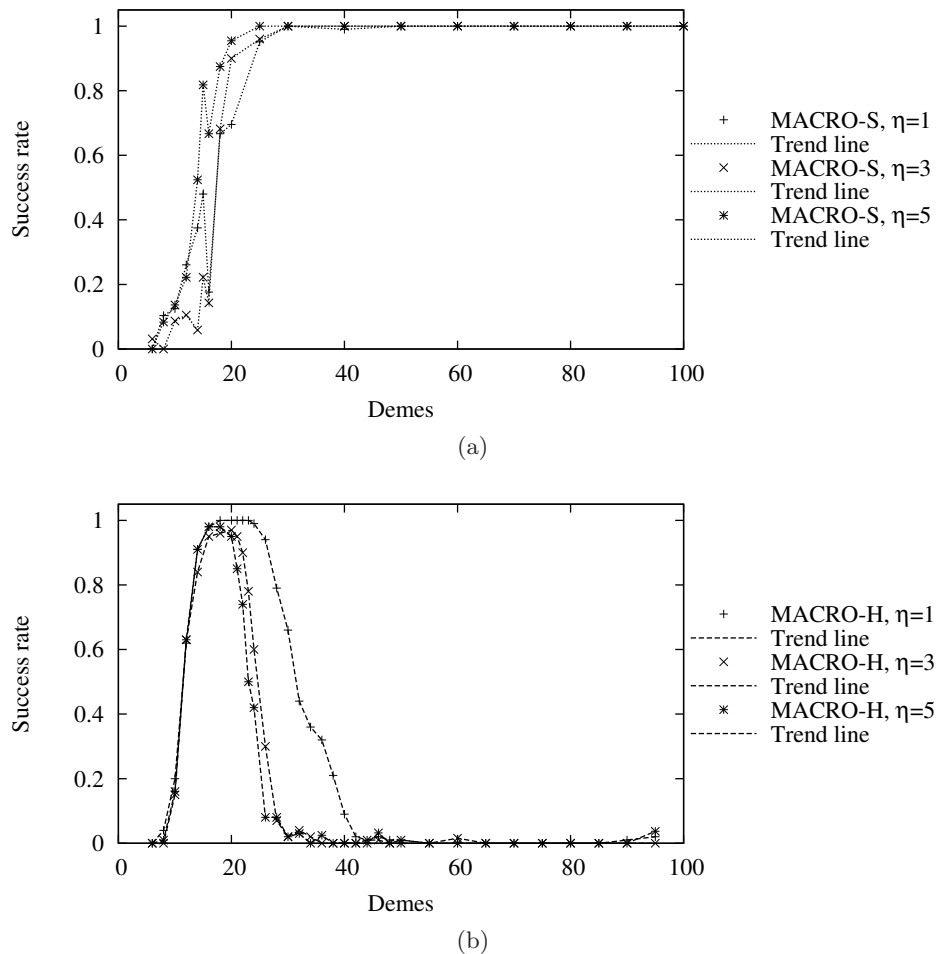 1
0.8
0.6
0.4
0.2
0
Success rate
0 20 40 60 80 100
Demes
MACRO-S, η=1
Trend line
MACRO-S, η=3
Trend line
MACRO-S, η=5
Trend line
(a)
1
0.8
0.6
0.4
0.2
0
Success rate
0 20 40 60 80 100
Demes
MACRO-H, η=1
Trend line
MACRO-H, η=3
Trend line
MACRO-H, η=5
Trend line
(b)